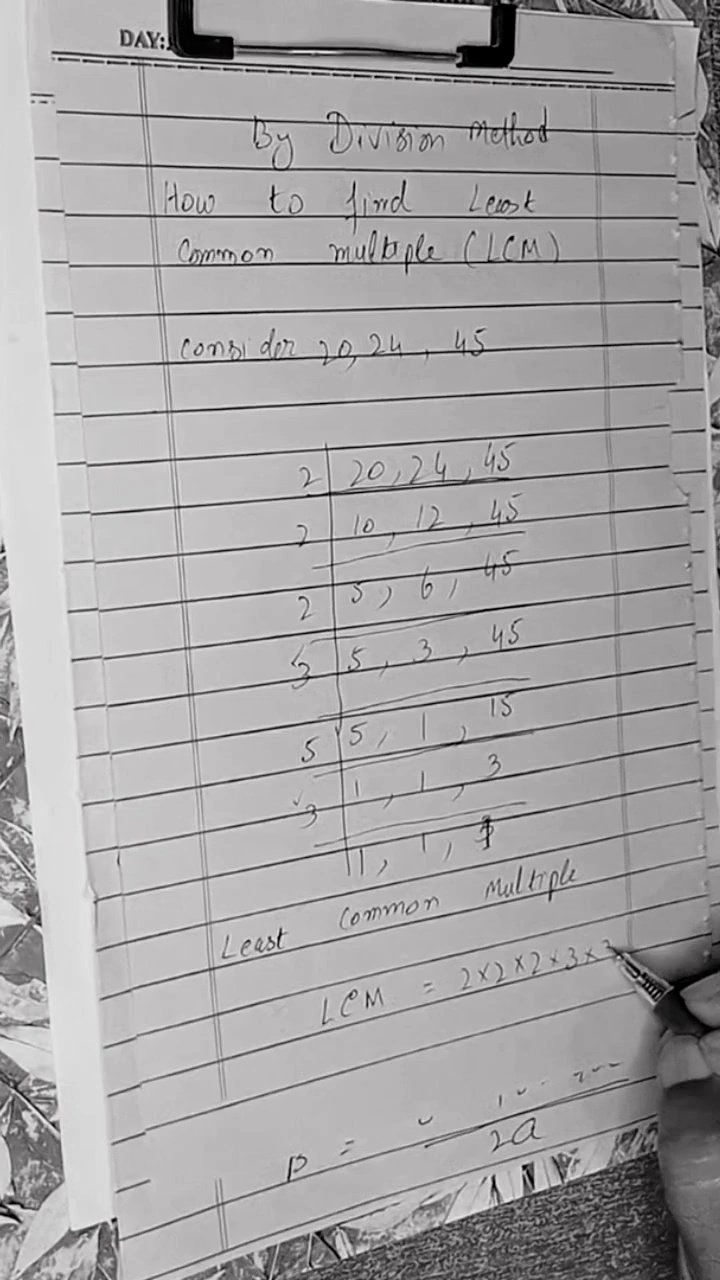 DAY:
By Division Method
How to find Least
Common multiple (LCM)
Consider 20, 24, 45
2 | 20, 24, 45
2 | 10, 12, 45
2 | 5, 6, 45
3 | 5, 3, 45
5 | 5, 1, 15
3 | 1, 1, 3
1, 1, 1
Least Common Multiple
LCM = 2×2×2×3×3
=
2a